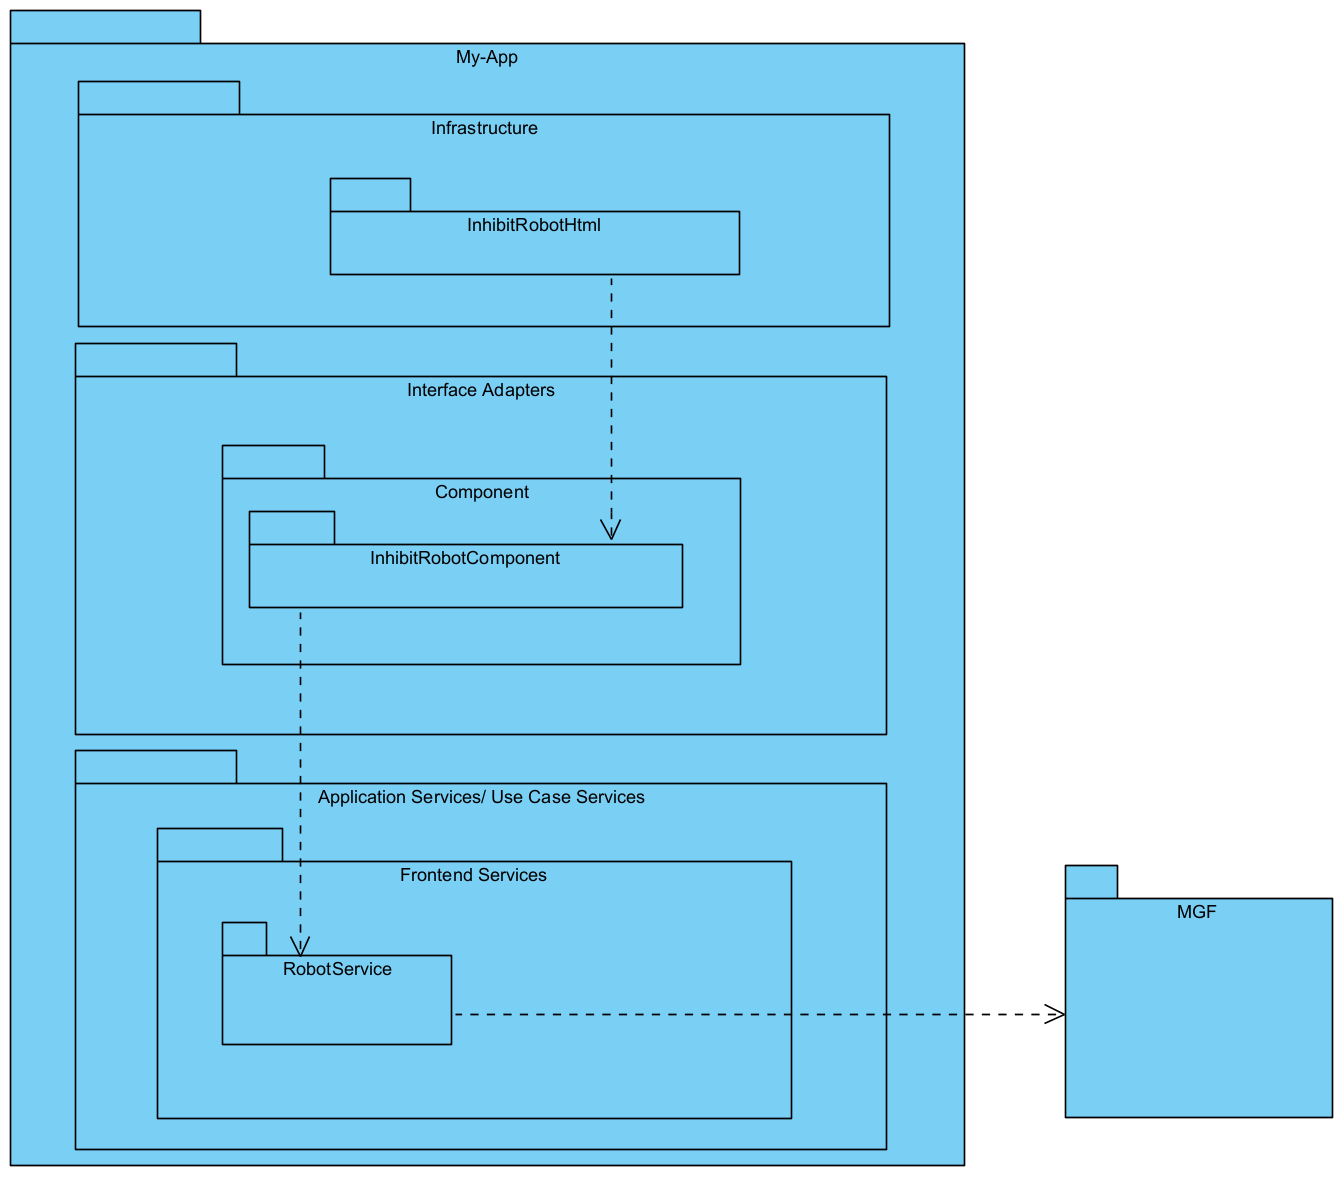 My-App
Infrastructure
InhibitRobotHtml
Interface Adapters
Component
InhibitRobotComponent
Application Services/ Use Case Services
Frontend Services
MGF
RobotService